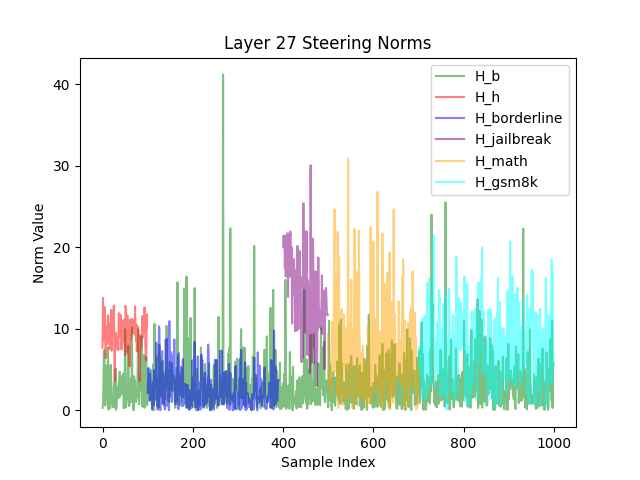 Layer 27 Steering Norms
H_b
H_h
H_borderline
H_jailbreak
H_math
H_gsm8k
Norm Value
40
30
20
10
0
0
200
400
600
800
1000
Sample Index